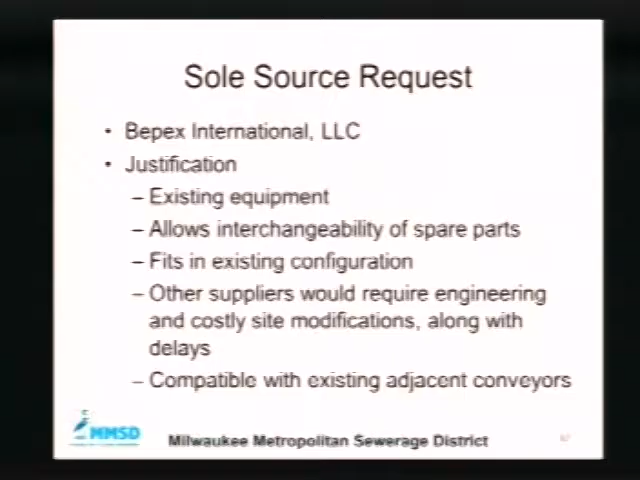 Sole Source Request
• Bepex International, LLC
• Justification
– Existing equipment
– Allows interchangeability of spare parts
– Fits in existing configuration
– Other suppliers would require engineering
and costly site modifications, along with
delays
– Compatible with existing adjacent conveyors
MMSD
Milwaukee Metropolitan Sewerage District